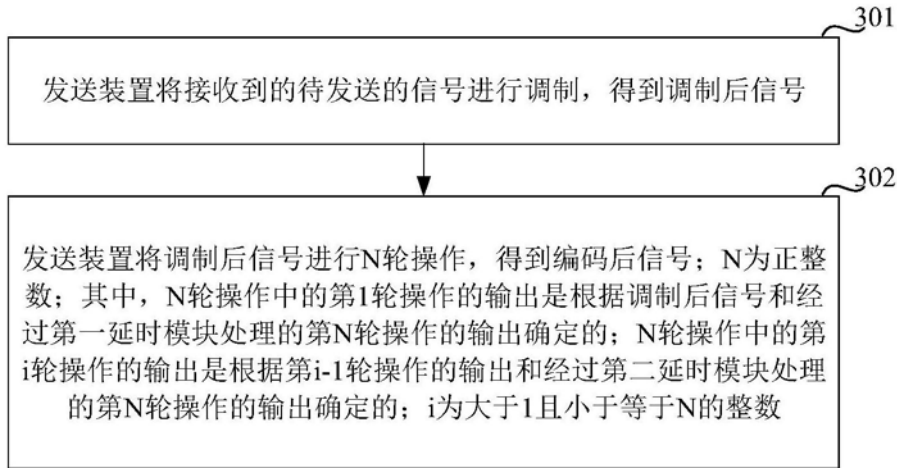 301
发送装置将接收到的待发送的信号进行调制，得到调制后信号
302
发送装置将调制后信号进行N轮操作，得到编码后信号；N为正整
数；其中，N轮操作中的第1轮操作的输出是根据调制后信号和经
过第一延时模块处理的第N轮操作的输出确定的；N轮操作中的第
i轮操作的输出是根据第i-1轮操作的输出和经过第二延时模块处理
的第N轮操作的输出确定的；i为大于1且小于等于N的整数